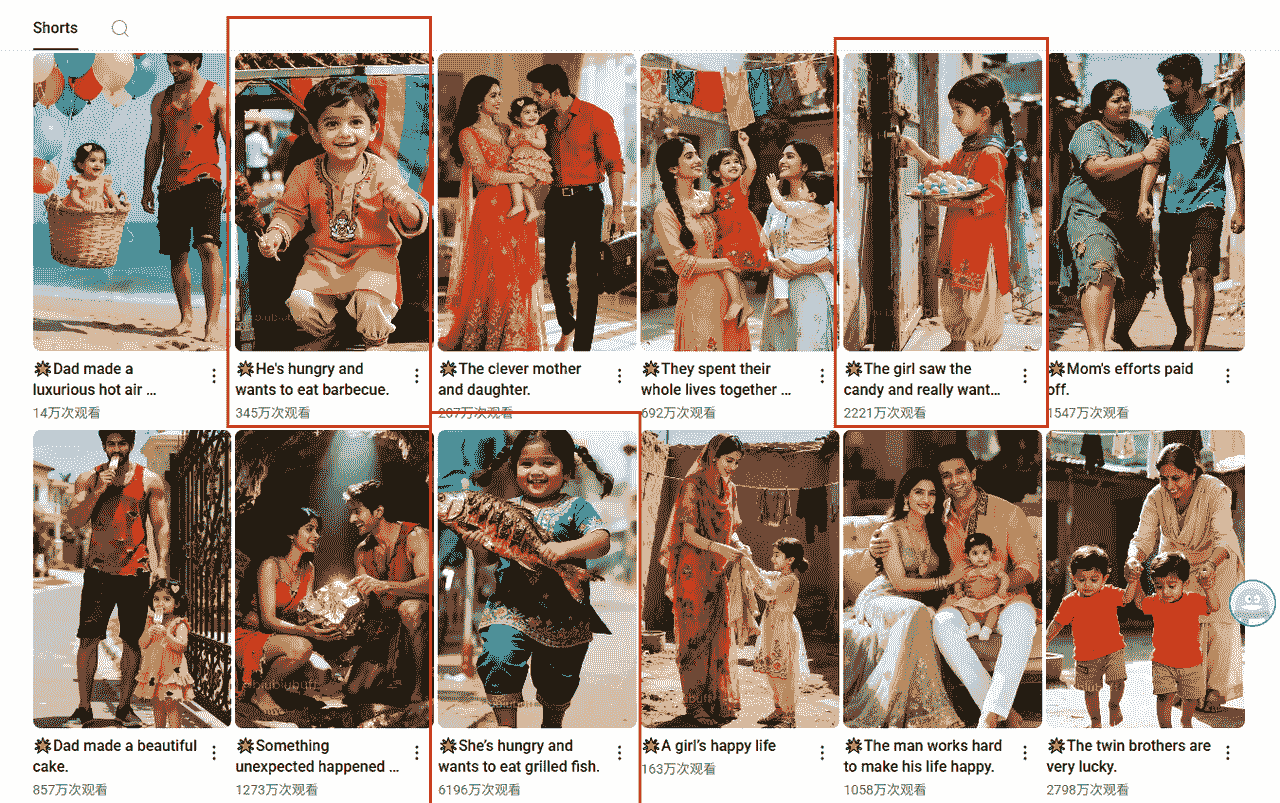 Shorts
💥Dad made a
luxurious hot air ...
14万次观看
💥He's hungry and
wants to eat barbecue.
345万次观看
💥The clever mother
and daughter.
207万次观看
💥They spent their
whole lives together ...
692万次观看
💥The girl saw the
candy and really want...
2221万次观看
💥Mom's efforts paid
off.
1547万次观看
💥Dad made a beautiful
cake.
857万次观看
💥Something
unexpected happened ...
1273万次观看
💥She's hungry and
wants to eat grilled fish.
6196万次观看
💥A girl's happy life
163万次观看
💥The man works hard
to make his life happy.
1058万次观看
💥The twin brothers are
very lucky.
2798万次观看